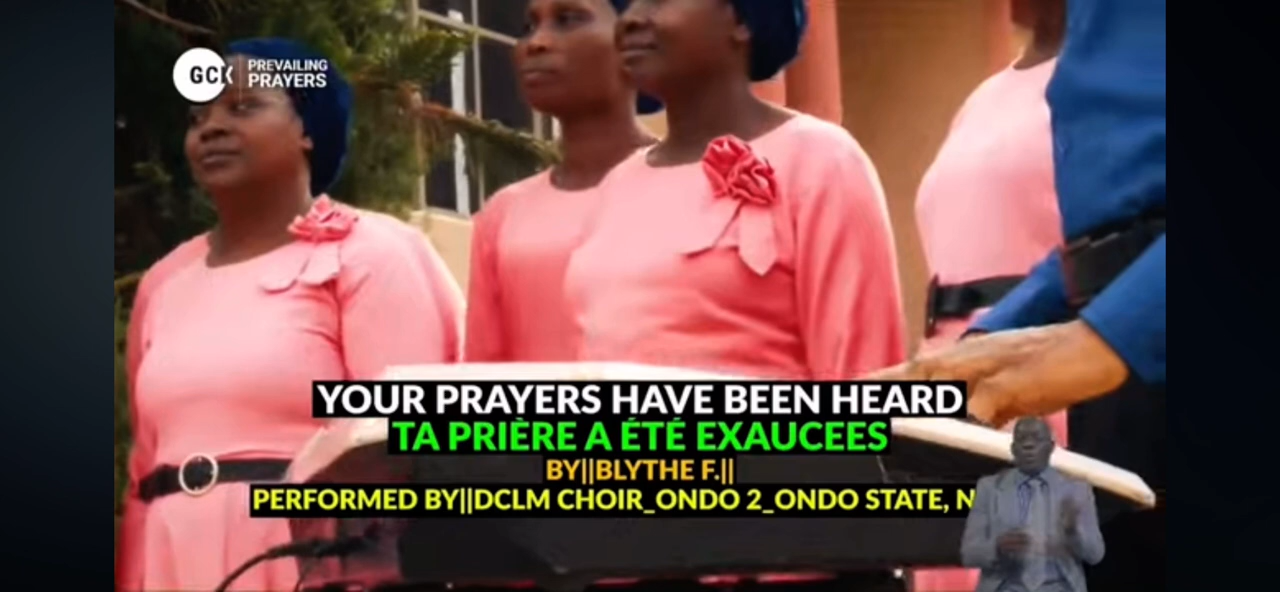 GCK
PREVAILING
PRAYERS
YOUR PRAYERS HAVE BEEN HEARD
TA PRIÈRE A ÉTÉ EXAUCEES
BY||BLYTHE F.||
PERFORMED BY||DCLM CHOIR_ONDO 2_ONDO STATE, N